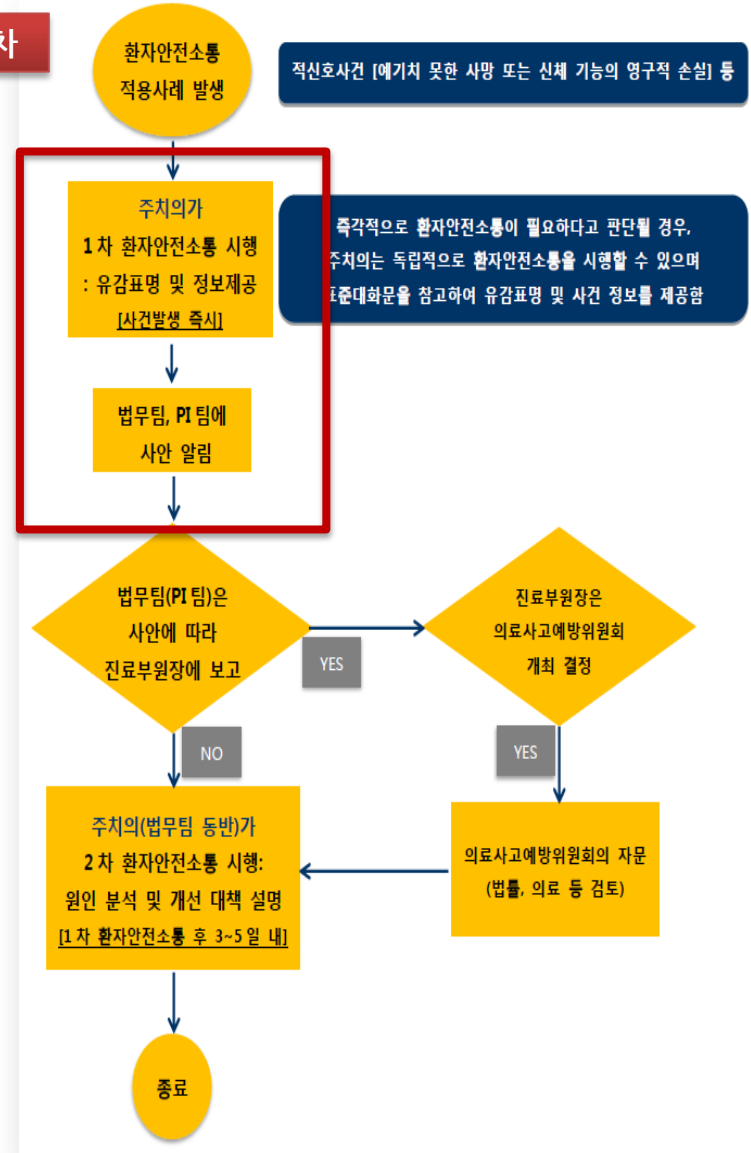 차
환자안전소통
적용사례 발생
적신호사건 [예기치 못한 사망 또는 신체 기능의 영구적 손실] 등
주치의가
1차 환자안전소통 시행
: 유감표명 및 정보제공
[사건발생 즉시]
즉각적으로 환자안전소통이 필요하다고 판단될 경우,
주치의는 독립적으로 환자안전소통을 시행할 수 있으며
표준대화문을 참고하여 유감표명 및 사건 정보를 제공함
법무팀, PI팀에
사안 알림
법무팀(PI팀)은
사안에 따라
진료부원장에 보고
YES
진료부원장은
의료사고예방위원회
개최 결정
NO
YES
주치의(법무팀 동반)가
2차 환자안전소통 시행:
원인 분석 및 개선 대책 설명
[1차 환자안전소통 후 3~5일 내]
의료사고예방위원회의 자문
(법률, 의료 등 검토)
종료